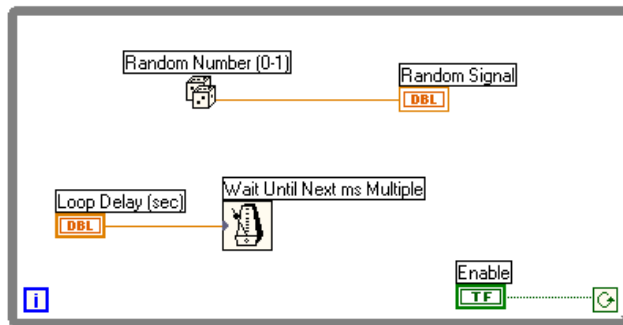 Random Number (0-1)
Random Signal
DBL
Wait Until Next ms Multiple
Loop Delay (sec)
DBL
Enable
i
TF